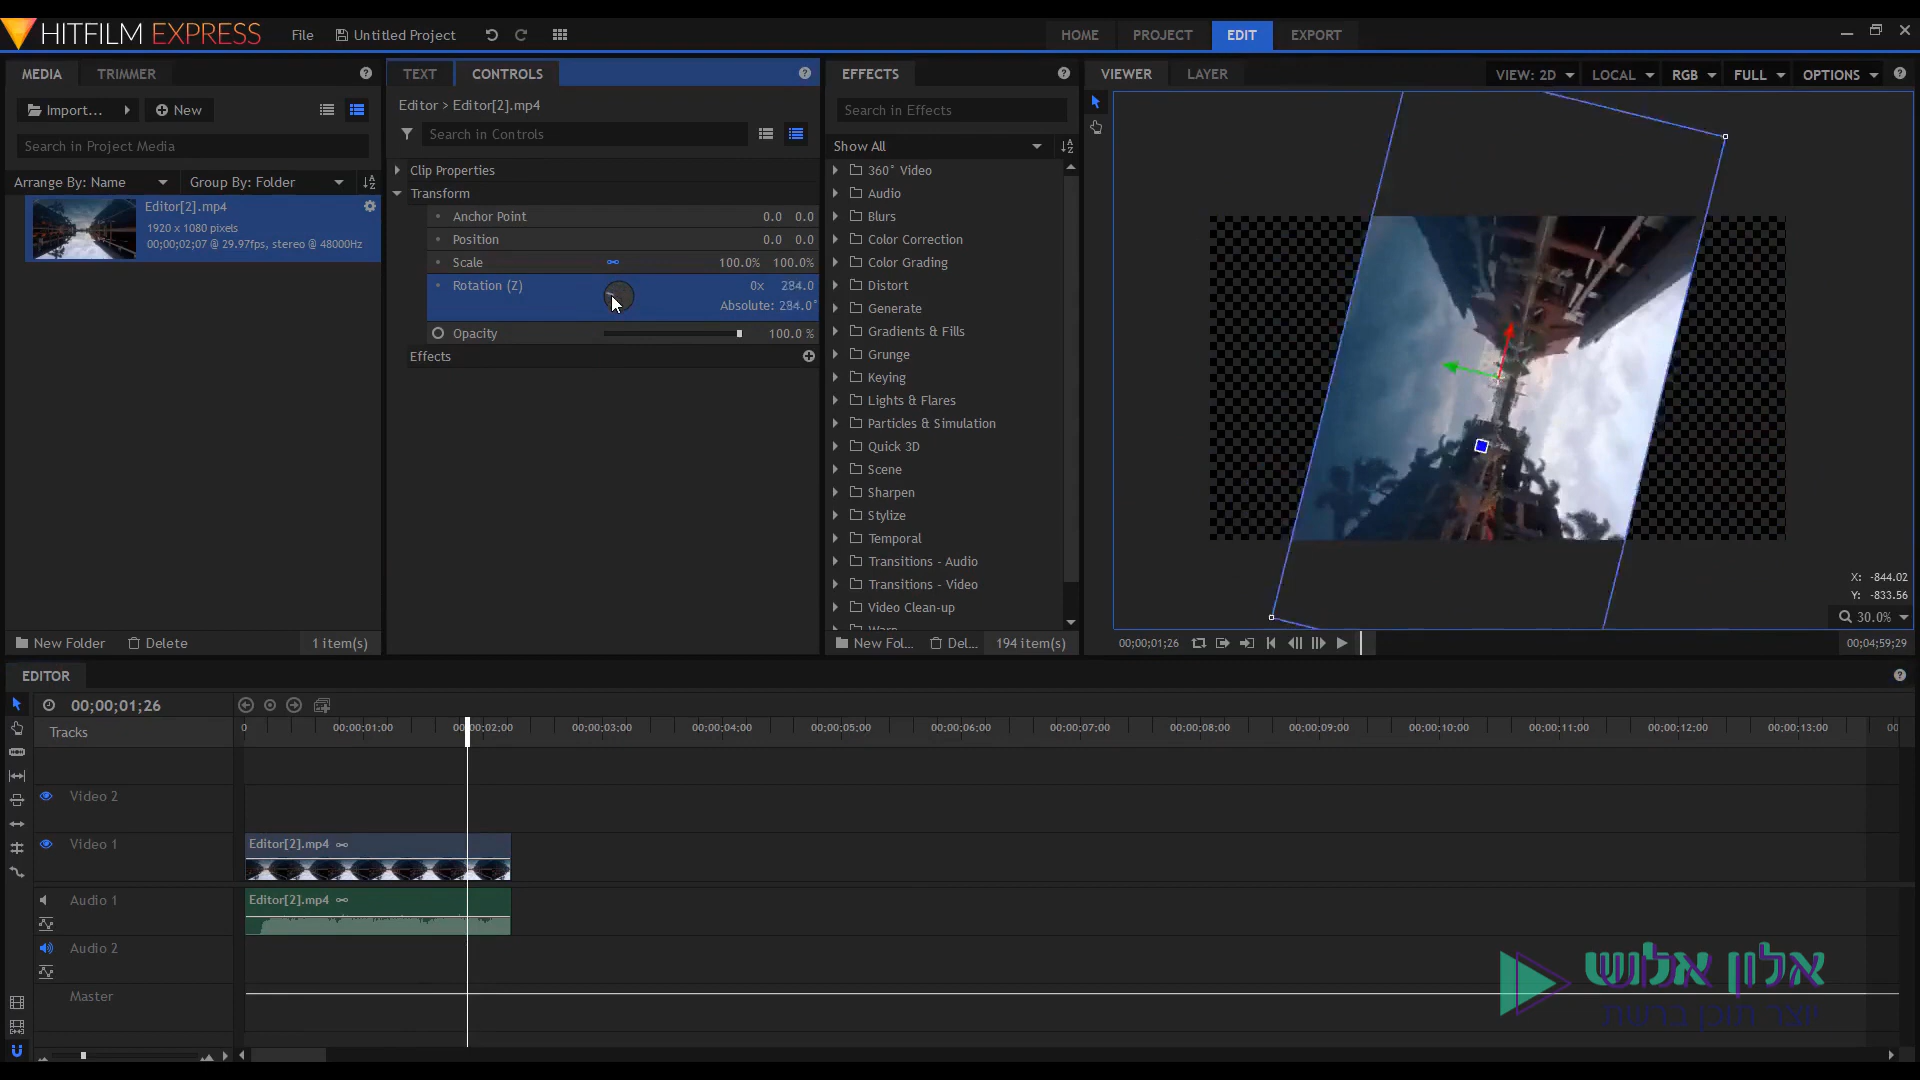 HITFILM EXPRESS
File
Untitled Project
HOME
PROJECT
EDIT
EXPORT
MEDIA
TRIMMER
Import...
New
Search in Project Media
Arrange By: Name
Group By: Folder
Editor[2].mp4
1920 x 1080 pixels
00;00;02;07 @ 29.97fps, stereo @ 48000Hz
New Folder
Delete
1 item(s)
TEXT
CONTROLS
Editor > Editor[2].mp4
Search in Controls
Clip Properties
Transform
Anchor Point 0.0 0.0
Position 0.0 0.0
Scale 100.0% 100.0%
Rotation (Z) 0x 284.0
Absolute: 284.0°
Opacity 100.0 %
Effects
EFFECTS
Search in Effects
Show All
360° Video
Audio
Blurs
Color Correction
Color Grading
Distort
Generate
Gradients & Fills
Grunge
Keying
Lights & Flares
Particles & Simulation
Quick 3D
Scene
Sharpen
Stylize
Temporal
Transitions - Audio
Transitions - Video
Video Clean-up
Warp
New Fol...
Del...
194 item(s)
VIEWER
LAYER
VIEW: 2D
LOCAL
RGB
FULL
OPTIONS
X: -844.02
Y: -833.56
30.0%
00;00;01;26
00;04;59;29
EDITOR
00;00;01;26
Tracks
0
00;00;01;00
00;00;02;00
00;00;03;00
00;00;04;00
00;00;05;00
00;00;06;00
00;00;07;00
00;00;08;00
00;00;09;00
00;00;10;00
00;00;11;00
00;00;12;00
00;00;13;00
00
Video 2
Video 1
Editor[2].mp4
Audio 1
Editor[2].mp4
Audio 2
Master
אלון אלוש
יוצר תוכן ברשת